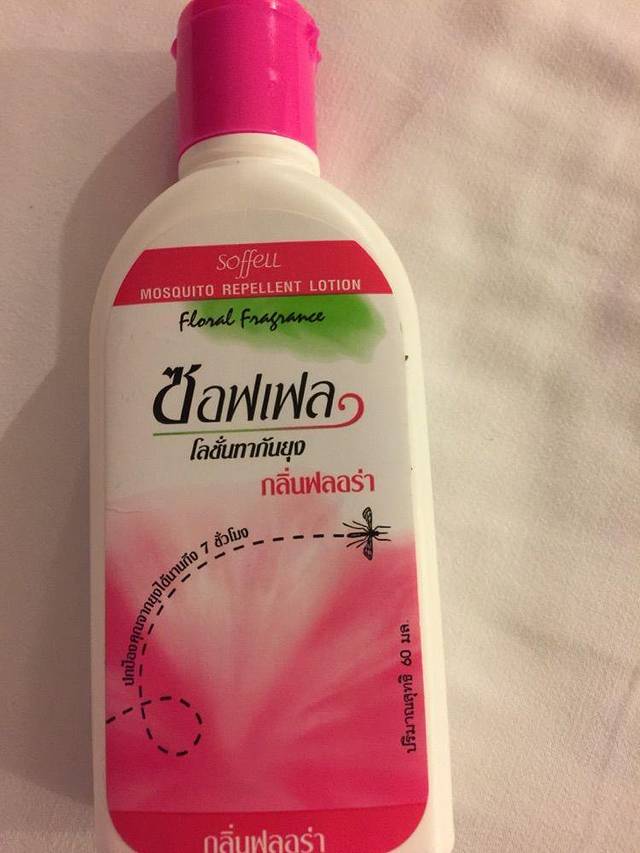 soffell
MOSQUITO REPELLENT LOTION
Floral Fragrance
ซอฟเฟล
โลชั่นทากันยุง
กลิ่นฟลอร่า
ปกป้องคุณจากยุงได้นานถึง 7 ชั่วโมง
ปริมาณสุทธิ 60 มล.
กลิ่นฟลอร่า